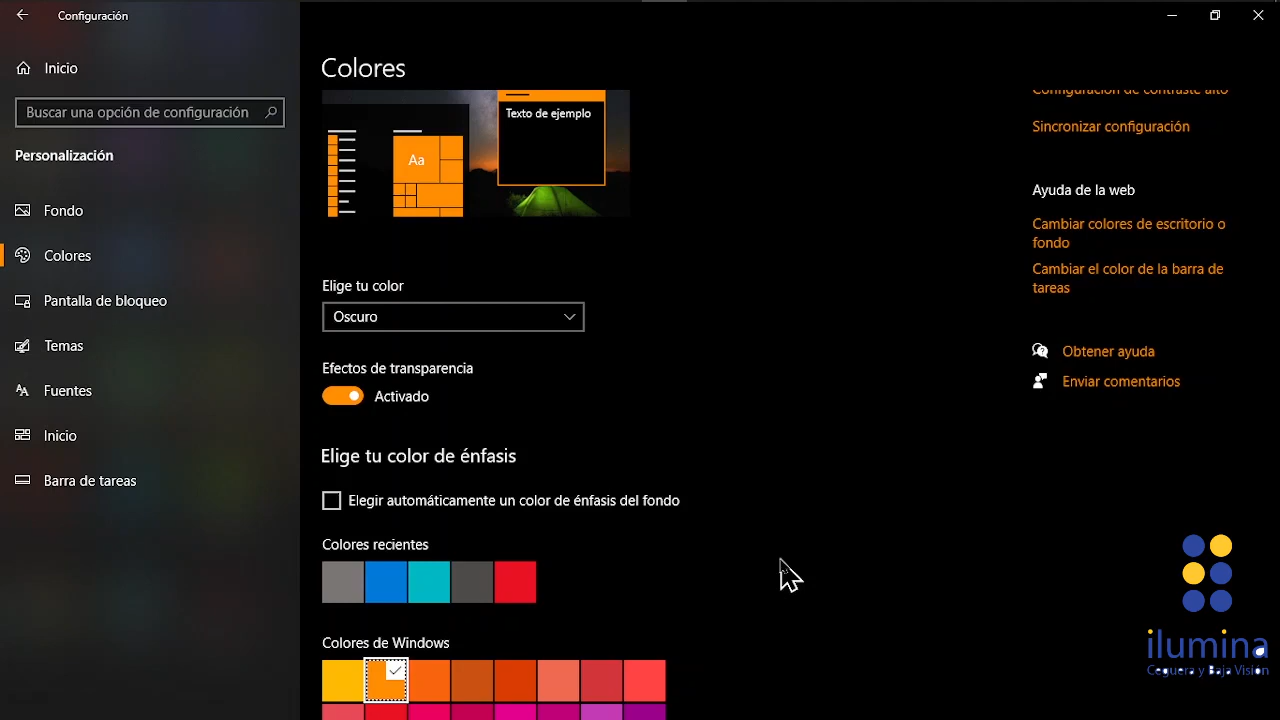 Configuración
Inicio
Buscar una opción de configuración
Personalización
Fondo
Colores
Pantalla de bloqueo
Temas
Fuentes
Inicio
Barra de tareas
Colores
Texto de ejemplo
Aa
Elige tu color
Oscuro
Efectos de transparencia
Activado
Elige tu color de énfasis
Elegir automáticamente un color de énfasis del fondo
Colores recientes
Colores de Windows
Configuración de contraste alto
Sincronizar configuración
Ayuda de la web
Cambiar colores de escritorio o
fondo
Cambiar el color de la barra de
tareas
Obtener ayuda
Enviar comentarios
ilumina
Ceguera y Baja Visión